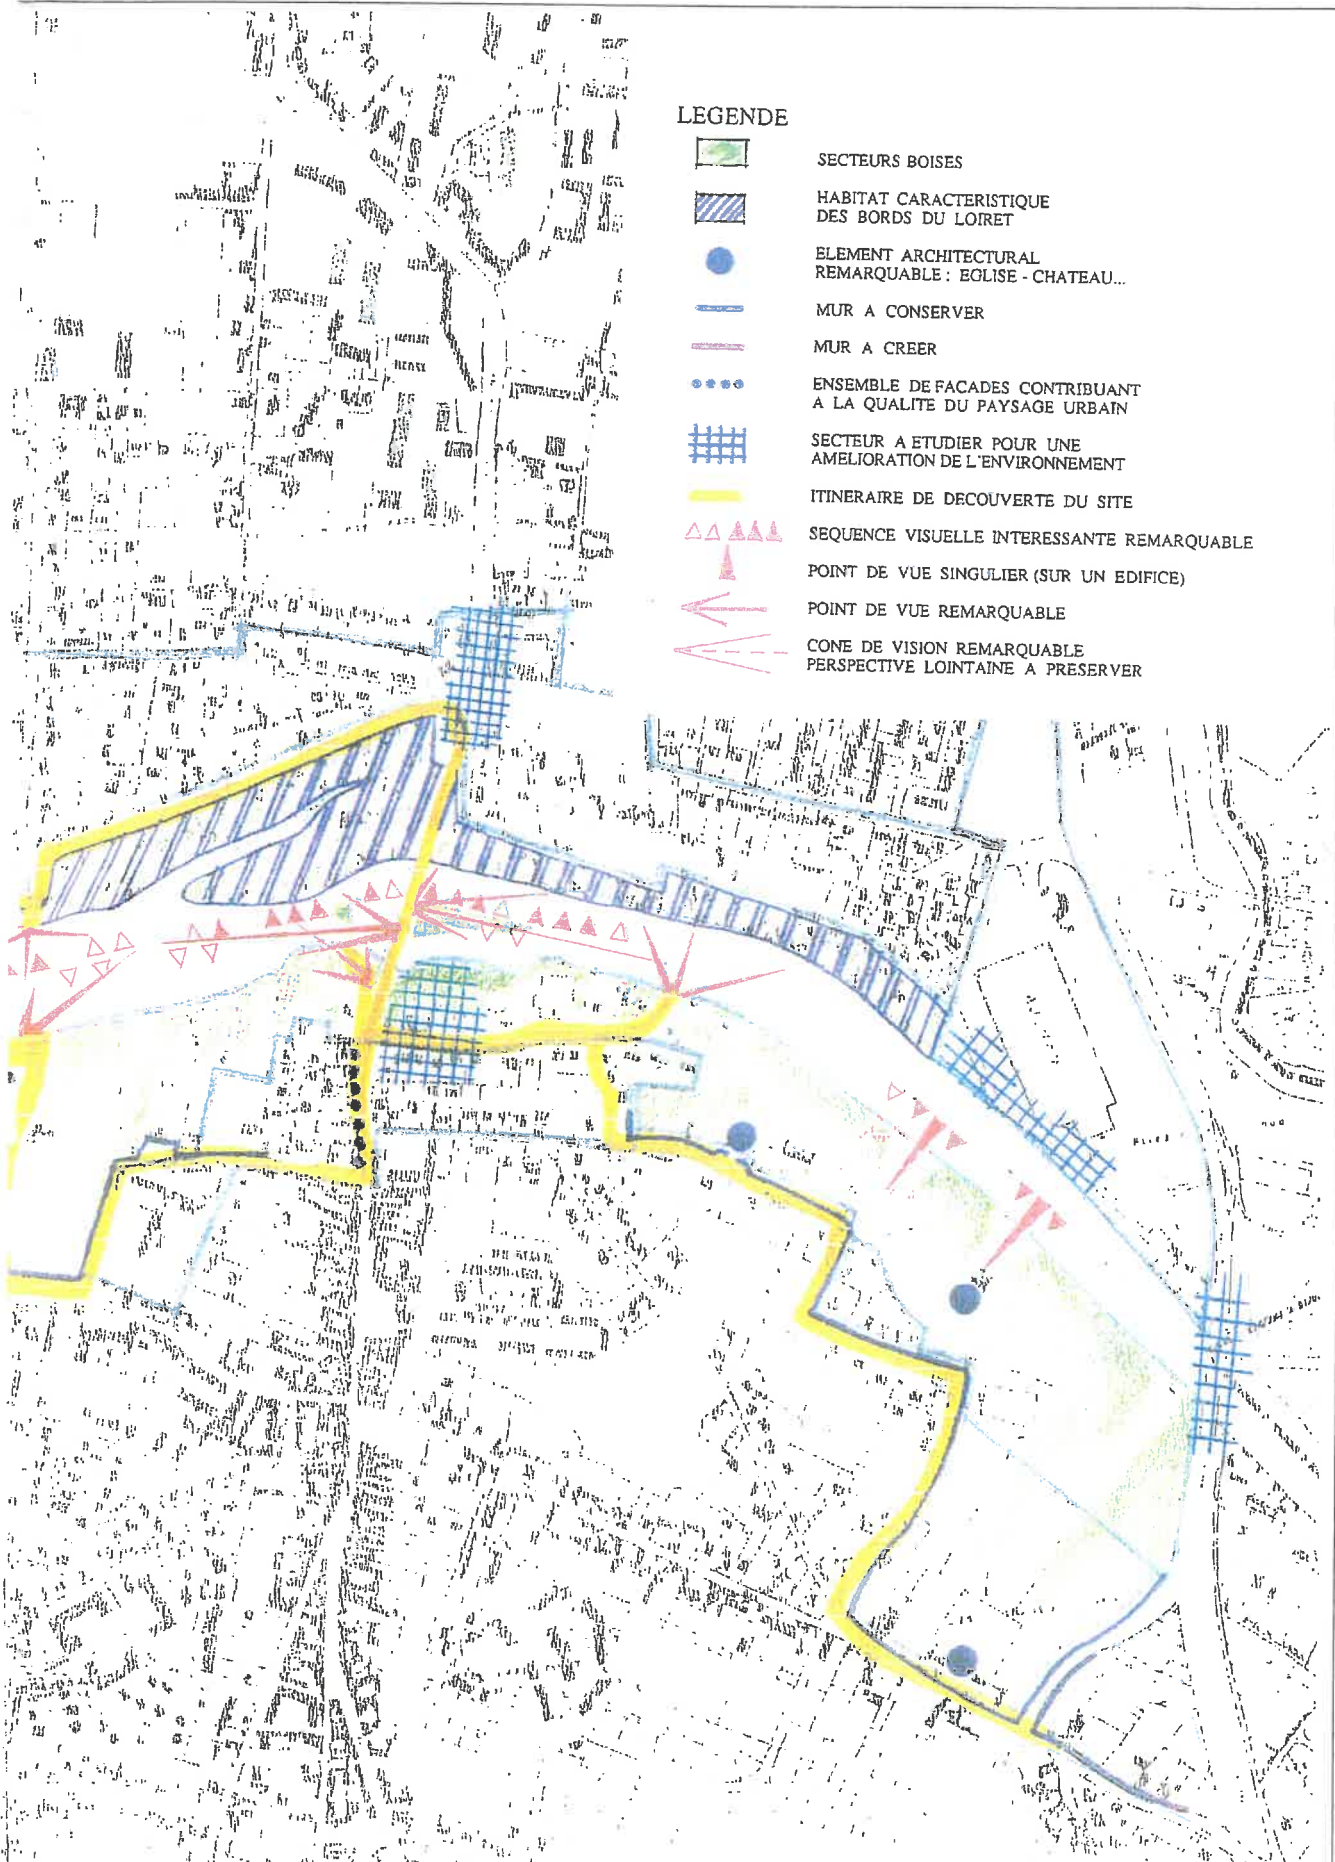 LEGENDE
SECTEURS BOISES
HABITAT CARACTERISTIQUE
DES BORDS DU LOIRET
ELEMENT ARCHITECTURAL
REMARQUABLE : EGLISE - CHATEAU...
MUR A CONSERVER
MUR A CREER
ENSEMBLE DE FACADES CONTRIBUANT
A LA QUALITE DU PAYSAGE URBAIN
SECTEUR A ETUDIER POUR UNE
AMELIORATION DE L'ENVIRONNEMENT
ITINERAIRE DE DECOUVERTE DU SITE
SEQUENCE VISUELLE INTERESSANTE REMARQUABLE
POINT DE VUE SINGULIER (SUR UN EDIFICE)
POINT DE VUE REMARQUABLE
CONE DE VISION REMARQUABLE
PERSPECTIVE LOINTAINE A PRESERVER